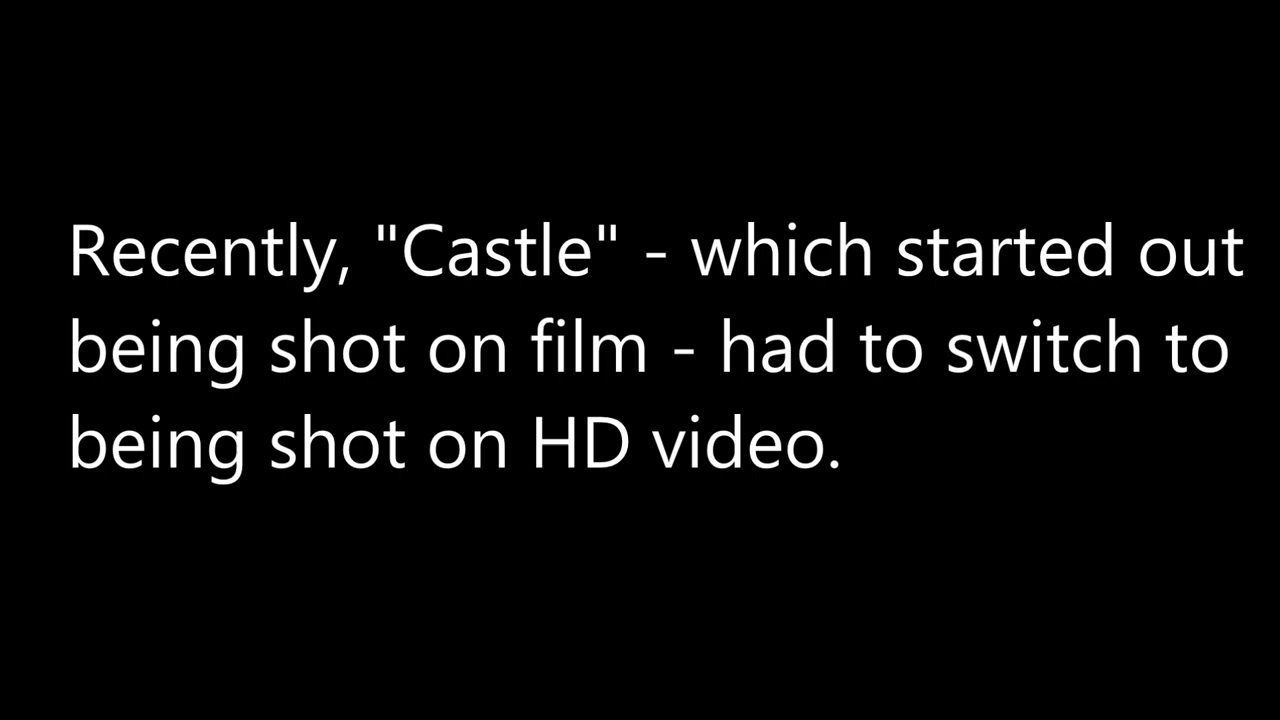 Recently, "Castle" - which started out
being shot on film - had to switch to
being shot on HD video.